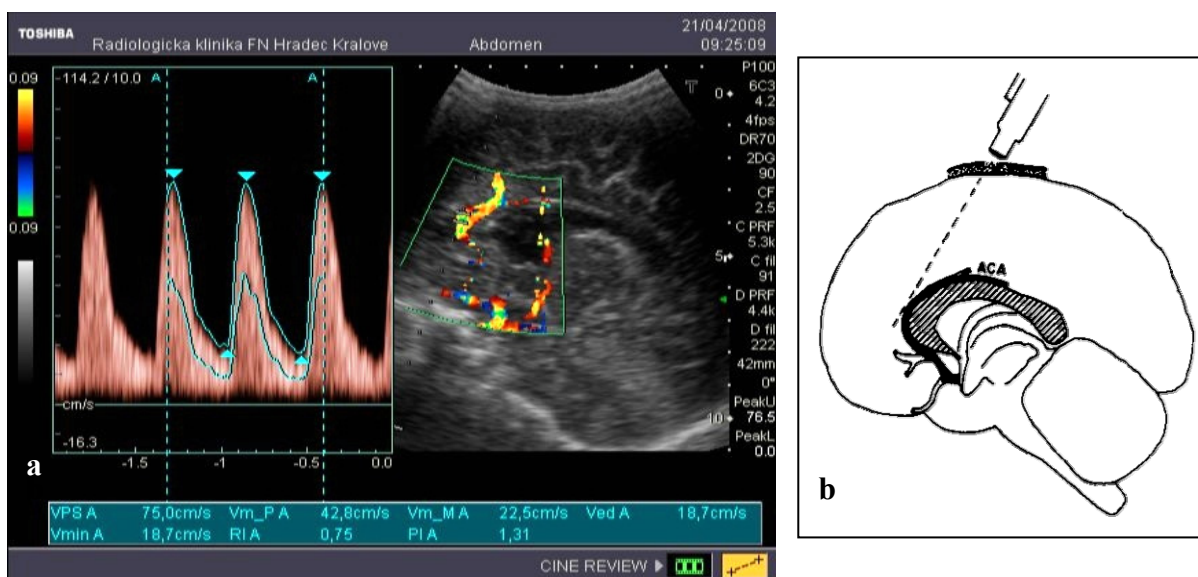 TOSHIBA
Radiologicka klinika FN Hradec Kralove
Abdomen
21/04/2008
09:25:09
0.09
0.09
114.2 / 10.0
A
A
cm/s
-16.3
-1.5
-1
-0.5
0.0
a
T
0
5
10
P100
6C3
4.2
4fps
DR70
2DG
90
CF
2.5
C PRF
5.3k
C fil
91
D PRF
4.4k
D fil
222
42mm
0°
PeakU
76.5
PeakL
0.0
VPS A 75,0cm/s Vm_P A 42,8cm/s Vm_M A 22,5cm/s Ved A 18,7cm/s
Vmin A 18,7cm/s RI A 0,75 PI A 1,31
CINE REVIEW
ACA
b